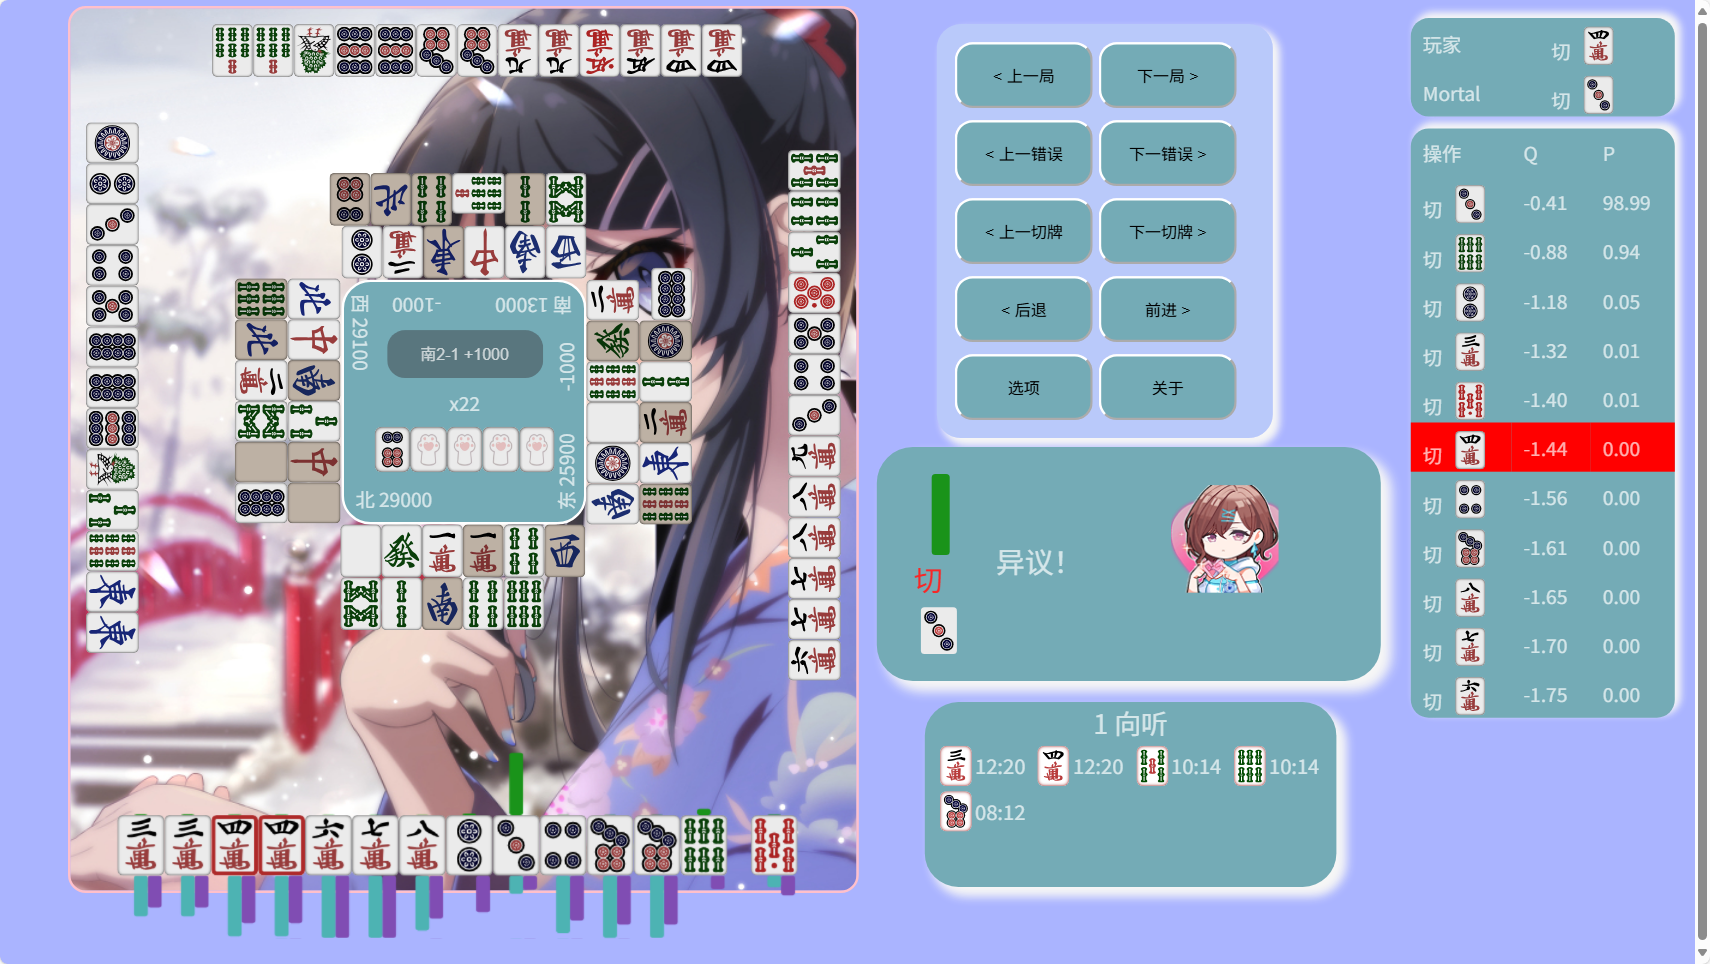 < 上一局
下一局 >
< 上一错误
下一错误 >
< 上一切牌
下一切牌 >
< 后退
前进 >
选项
关于
玩家 切
Mortal 切
操作 Q P
切 -0.41 98.99
切 -0.88 0.94
切 -1.18 0.05
切 -1.32 0.01
切 -1.40 0.01
切 -1.44 0.00
切 -1.56 0.00
切 -1.61 0.00
切 -1.65 0.00
切 -1.70 0.00
切 -1.75 0.00
西 29100
-1000
南 13000
南2-1 +1000
-1000
x22
北 29000
东 25900
切
异议!
1 向听
12:20
12:20
10:14
10:14
08:12